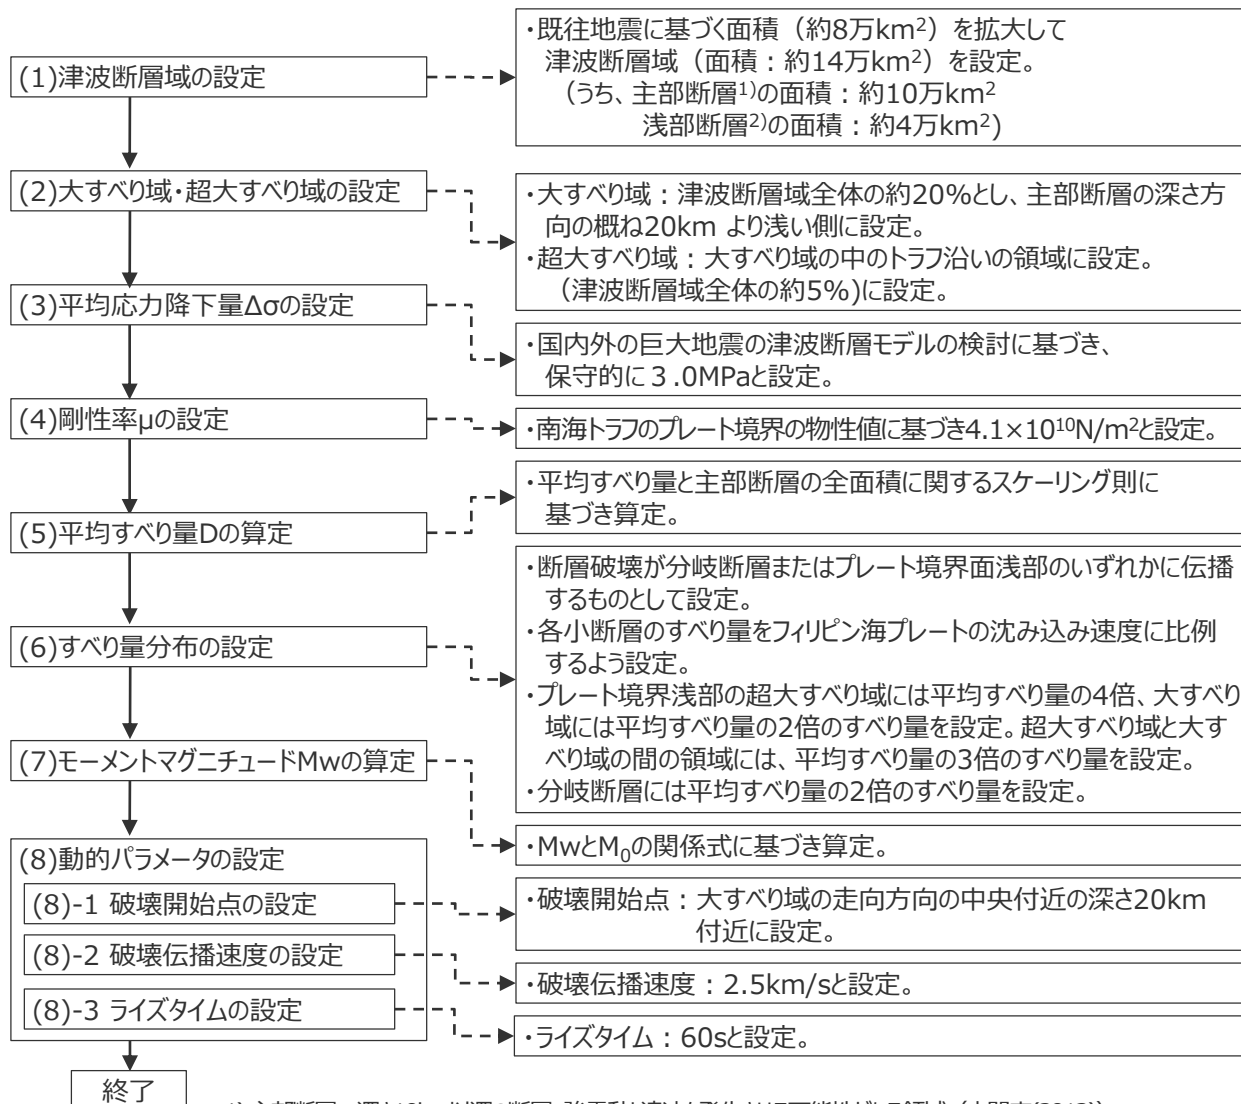 (1)津波断層域の設定
・既往地震に基づく面積（約8万km²）を拡大して
津波断層域（面積：約14万km²）を設定。
（うち、主部断層¹⁾の面積：約10万km²
浅部断層²⁾の面積：約4万km²)
(2)大すべり域・超大すべり域の設定
・大すべり域：津波断層域全体の約20%とし、主部断層の深さ方
向の概ね20km より浅い側に設定。
・超大すべり域：大すべり域の中のトラフ沿いの領域に設定。
（津波断層域全体の約5%)に設定。
(3)平均応力降下量Δσの設定
・国内外の巨大地震の津波断層モデルの検討に基づき、
保守的に３.0MPaと設定。
(4)剛性率μの設定
・南海トラフのプレート境界の物性値に基づき4.1×10¹⁰N/m²と設定。
(5)平均すべり量Dの算定
・平均すべり量と主部断層の全面積に関するスケーリング則に
基づき算定。
(6)すべり量分布の設定
・断層破壊が分岐断層またはプレート境界面浅部のいずれかに伝播
するものとして設定。
・各小断層のすべり量をフィリピン海プレートの沈み込み速度に比例
するよう設定。
・プレート境界浅部の超大すべり域には平均すべり量の4倍、大すべり
域には平均すべり量の2倍のすべり量を設定。超大すべり域と大す
べり域の間の領域には、平均すべり量の3倍のすべり量を設定。
・分岐断層には平均すべり量の2倍のすべり量を設定。
(7)モーメントマグニチュードMwの算定
・MwとM₀の関係式に基づき算定。
(8)動的パラメータの設定
(8)-1 破壊開始点の設定
・破壊開始点：大すべり域の走向方向の中央付近の深さ20km
付近に設定。
(8)-2 破壊伝播速度の設定
・破壊伝播速度：2.5km/sと設定。
(8)-3 ライズタイムの設定
・ライズタイム：60sと設定。
終了